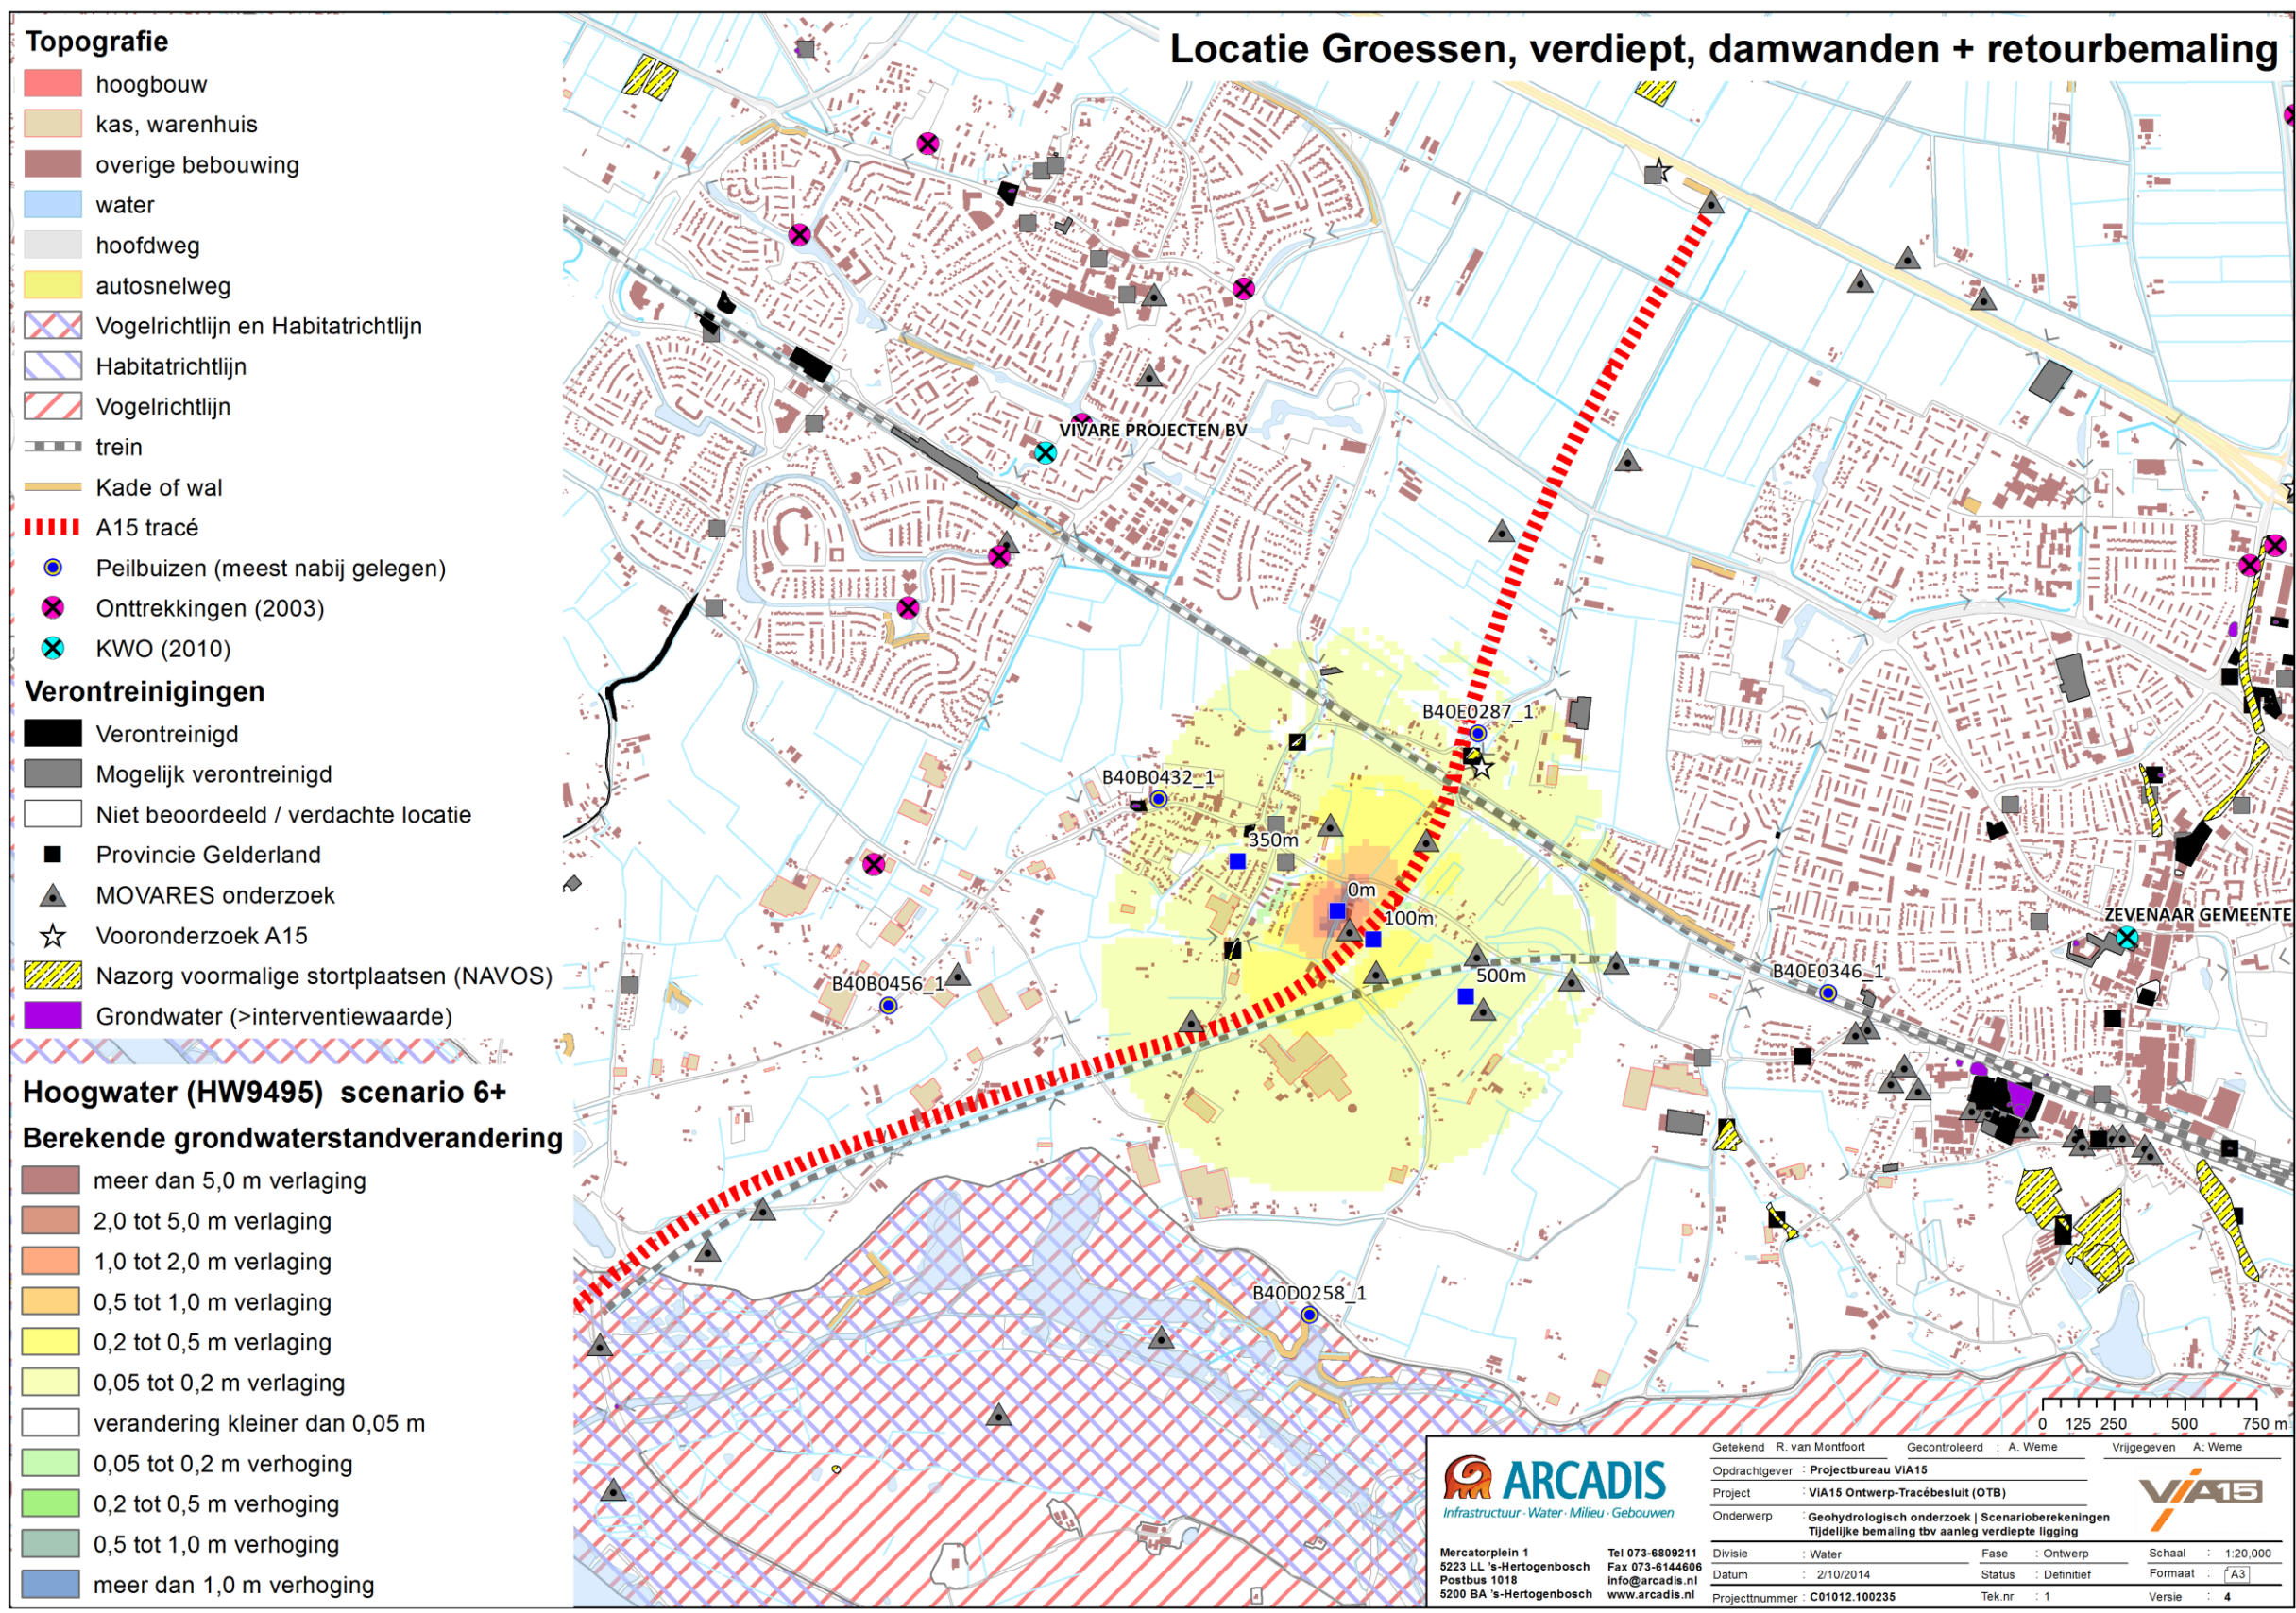 Locatie Groessen, verdiept, damwanden + retourbemaling
Topografie
hoogbouw
kas, warenhuis
overige bebouwing
water
hoofdweg
autosnelweg
Vogelrichtlijn en Habitatrichtlijn
Habitatrichtlijn
Vogelrichtlijn
trein
Kade of wal
A15 tracé
Peilbuizen (meest nabij gelegen)
Onttrekkingen (2003)
KWO (2010)
Verontreinigingen
Verontreinigd
Mogelijk verontreinigd
Niet beoordeeld / verdachte locatie
Provincie Gelderland
MOVARES onderzoek
Vooronderzoek A15
Nazorg voormalige stortplaatsen (NAVOS)
Grondwater (>interventiewaarde)
Hoogwater (HW9495) scenario 6+
Berekende grondwaterstandverandering
meer dan 5,0 m verlaging
2,0 tot 5,0 m verlaging
1,0 tot 2,0 m verlaging
0,5 tot 1,0 m verlaging
0,2 tot 0,5 m verlaging
0,05 tot 0,2 m verlaging
verandering kleiner dan 0,05 m
0,05 tot 0,2 m verhoging
0,2 tot 0,5 m verhoging
0,5 tot 1,0 m verhoging
meer dan 1,0 m verhoging
VIVARE PROJECTEN BV
B40E0287_1
B40B0432_1
350m
0m
100m
ZEVENAAR GEMEENTE
500m
B40E0346_1
B40B0456_1
B40D0258_1
0 125 250 500 750 m
ARCADIS
Infrastructuur · Water · Milieu · Gebouwen
Mercatorplein 1 Tel 073-6809211
5223 LL 's-Hertogenbosch Fax 073-6144606
Postbus 1018 info@arcadis.nl
5200 BA 's-Hertogenbosch www.arcadis.nl
Getekend R. van Montfoort Gecontroleerd : A. Weme Vrijgegeven A: Weme
Opdrachtgever : Projectbureau ViA15
Project : ViA15 Ontwerp-Tracébesluit (OTB)
Onderwerp : Geohydrologisch onderzoek | Scenarioberekeningen
Tijdelijke bemaling tbv aanleg verdiepte ligging
ViA15
Divisie : Water Fase : Ontwerp Schaal : 1:20,000
Datum : 2/10/2014 Status : Definitief Formaat : A3
Projecttnummer : C01012.100235 Tek.nr : 1 Versie : 4